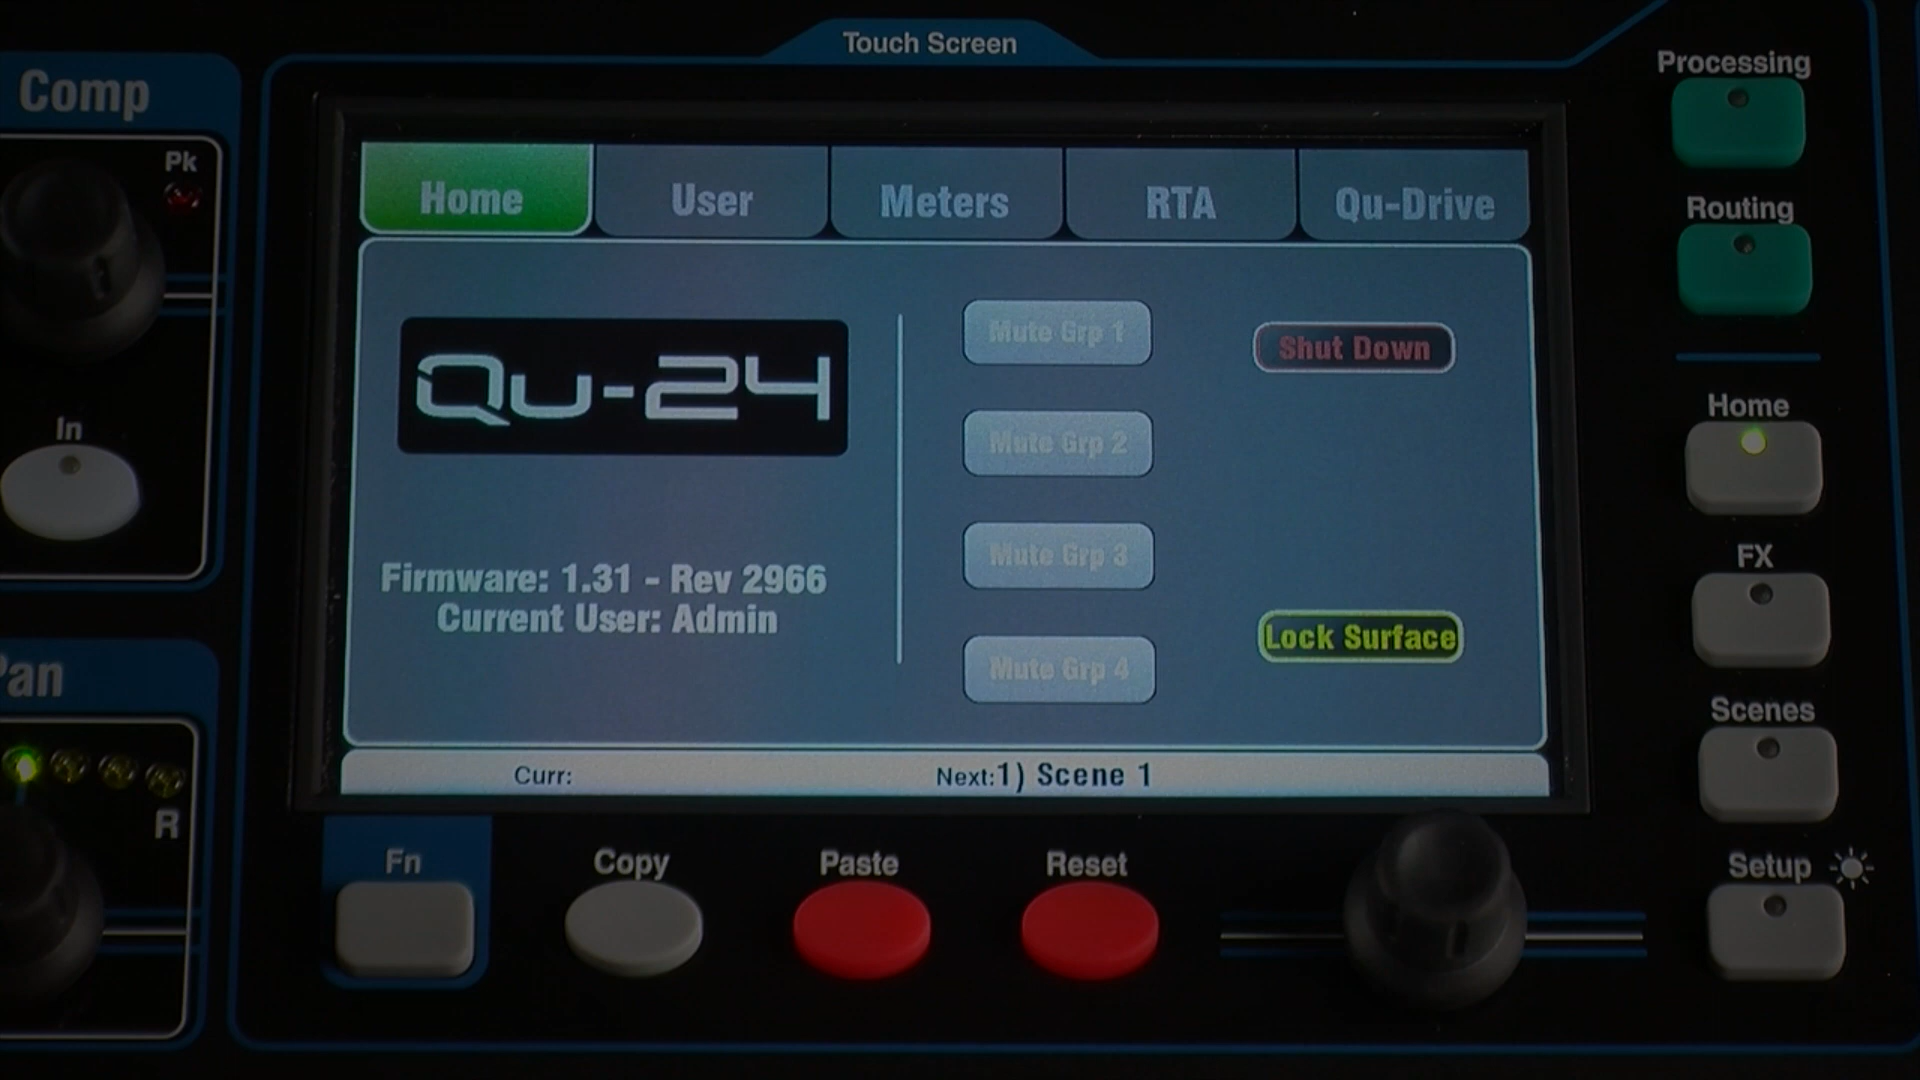 Touch Screen
Comp
Pk
In
Pan
R
Home
User
Meters
RTA
Qu-Drive
Qu-24
Firmware: 1.31 - Rev 2966
Current User: Admin
Mute Grp 1
Mute Grp 2
Mute Grp 3
Mute Grp 4
Shut Down
Lock Surface
Curr:
Next:1) Scene 1
Fn
Copy
Paste
Reset
Processing
Routing
Home
FX
Scenes
Setup